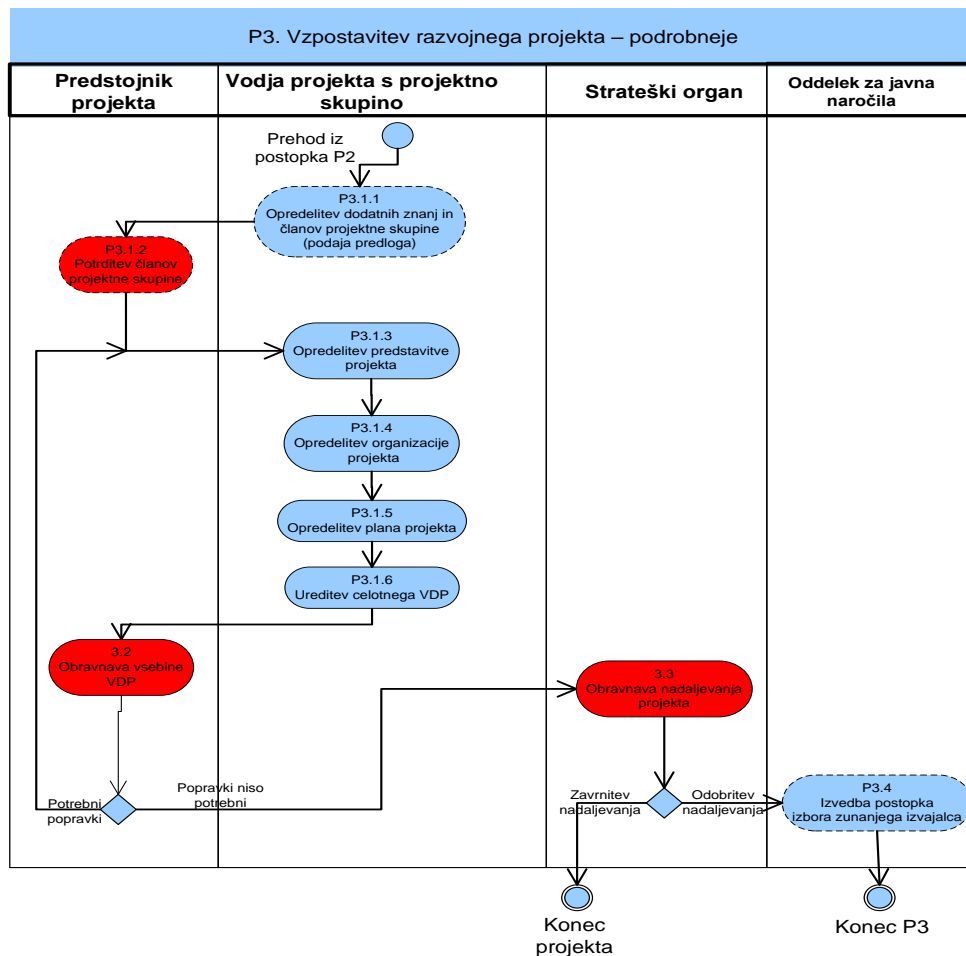 P3. Vzpostavitev razvojnega projekta – podrobneje
Predstojnik
projekta
Vodja projekta s projektno
skupino
Strateški organ
Oddelek za javna
naročila
Prehod iz
postopka P2
P3.1.1
Opredelitev dodatnih znanj in
članov projektne skupine
(podaja predloga)
P3.1.2
Potrditev članov
projektne skupine
P3.1.3
Opredelitev predstavitve
projekta
P3.1.4
Opredelitev organizacije
projekta
P3.1.5
Opredelitev plana projekta
P3.1.6
Ureditev celotnega VDP
3.2
Obravnava vsebine
VDP
3.3
Obravnava nadaljevanja
projekta
Potrebni
popravki
Popravki niso
potrebni
Zavrnitev
nadaljevanja
Odobritev
nadaljevanja
P3.4
Izvedba postopka
izbora zunanjega izvajalca
Konec
projekta
Konec P3